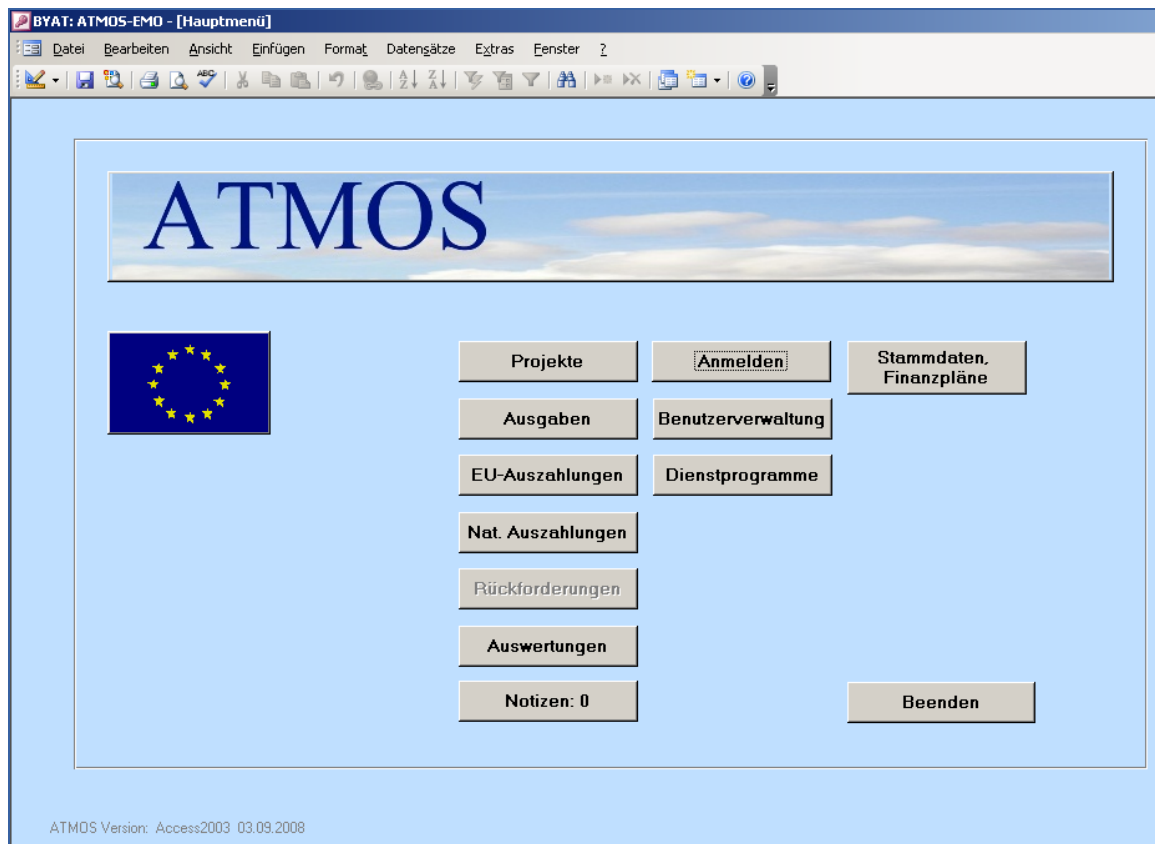 BYAT: ATMOS-EMO - [Hauptmenü]
Datei Bearbeiten Ansicht Einfügen Format Datensätze Extras Fenster ?
ATMOS
Projekte Anmelden Stammdaten,
Finanzpläne
Ausgaben Benutzerverwaltung
EU-Auszahlungen Dienstprogramme
Nat. Auszahlungen
Rückforderungen
Auswertungen
Notizen: 0 Beenden
ATMOS Version: Access2003 03.09.2008